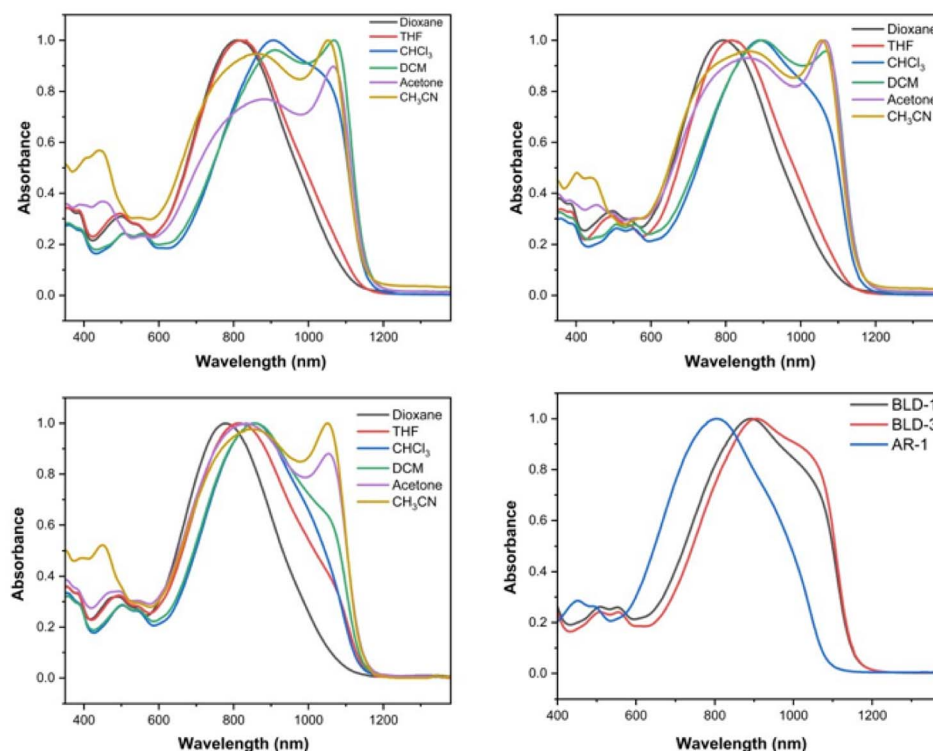 Dioxane
THF
CHCl₃
DCM
Acetone
CH₃CN
Absorbance
1.0
0.8
0.6
0.4
0.2
0.0
400 600 800 1000 1200
Wavelength (nm)
Dioxane
THF
CHCl₃
DCM
Acetone
CH₃CN
Absorbance
1.0
0.8
0.6
0.4
0.2
0.0
400 600 800 1000 1200
Wavelength (nm)
Dioxane
THF
CHCl₃
DCM
Acetone
CH₃CN
Absorbance
1.0
0.8
0.6
0.4
0.2
0.0
400 600 800 1000 1200
Wavelength (nm)
BLD-1
BLD-3
AR-1
Absorbance
1.0
0.8
0.6
0.4
0.2
0.0
400 600 800 1000 1200
Wavelength (nm)